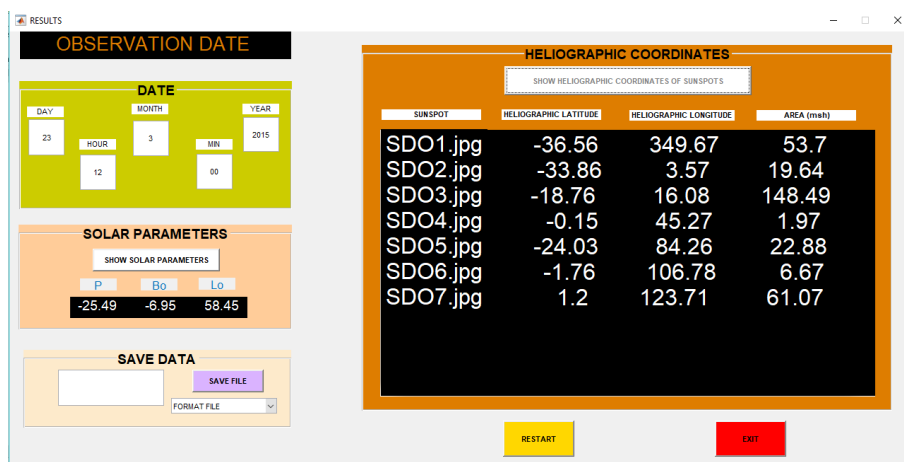 RESULTS
OBSERVATION DATE
DATE
DAY MONTH YEAR
23 HOUR 3 MIN 2015
12 00
SOLAR PARAMETERS
SHOW SOLAR PARAMETERS
P Bo Lo
-25.49 -6.95 58.45
SAVE DATA
SAVE FILE
FORMAT FILE
HELIOGRAPHIC COORDINATES
SHOW HELIOGRAPHIC COORDINATES OF SUNSPOTS
SUNSPOT HELIOGRAPHIC LATITUDE HELIOGRAPHIC LONGITUDE AREA (msh)
SDO1.jpg -36.56 349.67 53.7
SDO2.jpg -33.86 3.57 19.64
SDO3.jpg -18.76 16.08 148.49
SDO4.jpg -0.15 45.27 1.97
SDO5.jpg -24.03 84.26 22.88
SDO6.jpg -1.76 106.78 6.67
SDO7.jpg 1.2 123.71 61.07
RESTART EXIT